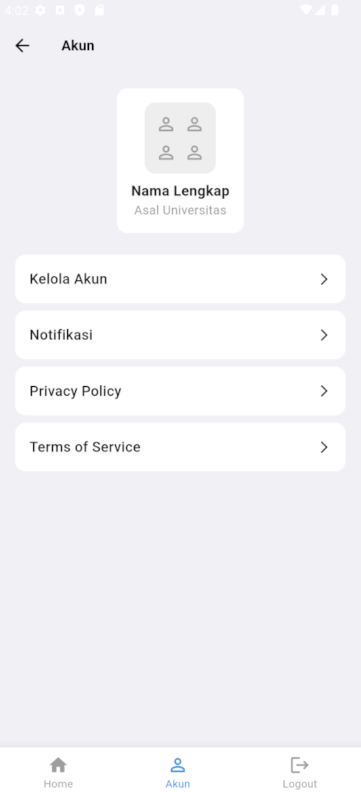 4:02
Akun
Nama Lengkap
Asal Universitas
Kelola Akun
Notifikasi
Privacy Policy
Terms of Service
Home
Akun
Logout